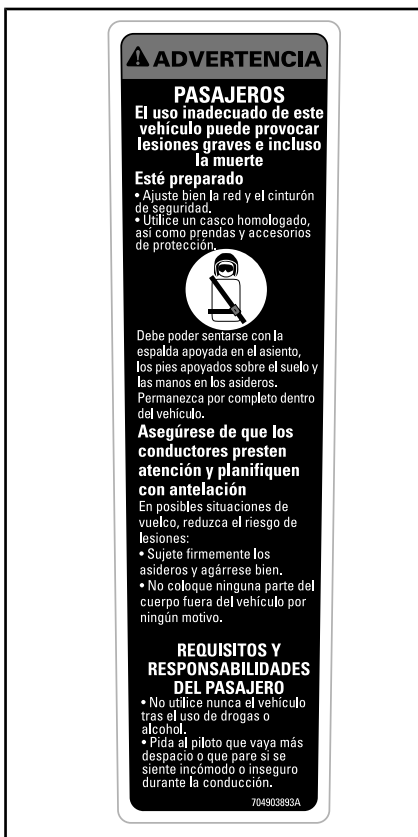 ADVERTENCIA
PASAJEROS
El uso inadecuado de este
vehículo puede provocar
lesiones graves e incluso
la muerte
Esté preparado
• Ajuste bien la red y el cinturón
de seguridad.
• Utilice un casco homologado,
así como prendas y accesorios
de protección.
Debe poder sentarse con la
espalda apoyada en el asiento,
los pies apoyados sobre el suelo y
las manos en los asideros.
Permanezca por completo dentro
del vehículo.
Asegúrese de que los
conductores presten
atención y planifiquen
con antelación
En posibles situaciones de
vuelco, reduzca el riesgo de
lesiones:
• Sujete firmemente los
asideros y agárrese bien.
• No coloque ninguna parte del
cuerpo fuera del vehículo por
ningún motivo.
REQUISITOS Y
RESPONSABILIDADES
DEL PASAJERO
• No utilice nunca el vehículo
tras el uso de drogas o
alcohol.
• Pida al piloto que vaya más
despacio o que pare si se
siente incómodo o inseguro
durante la conducción.
704903893A